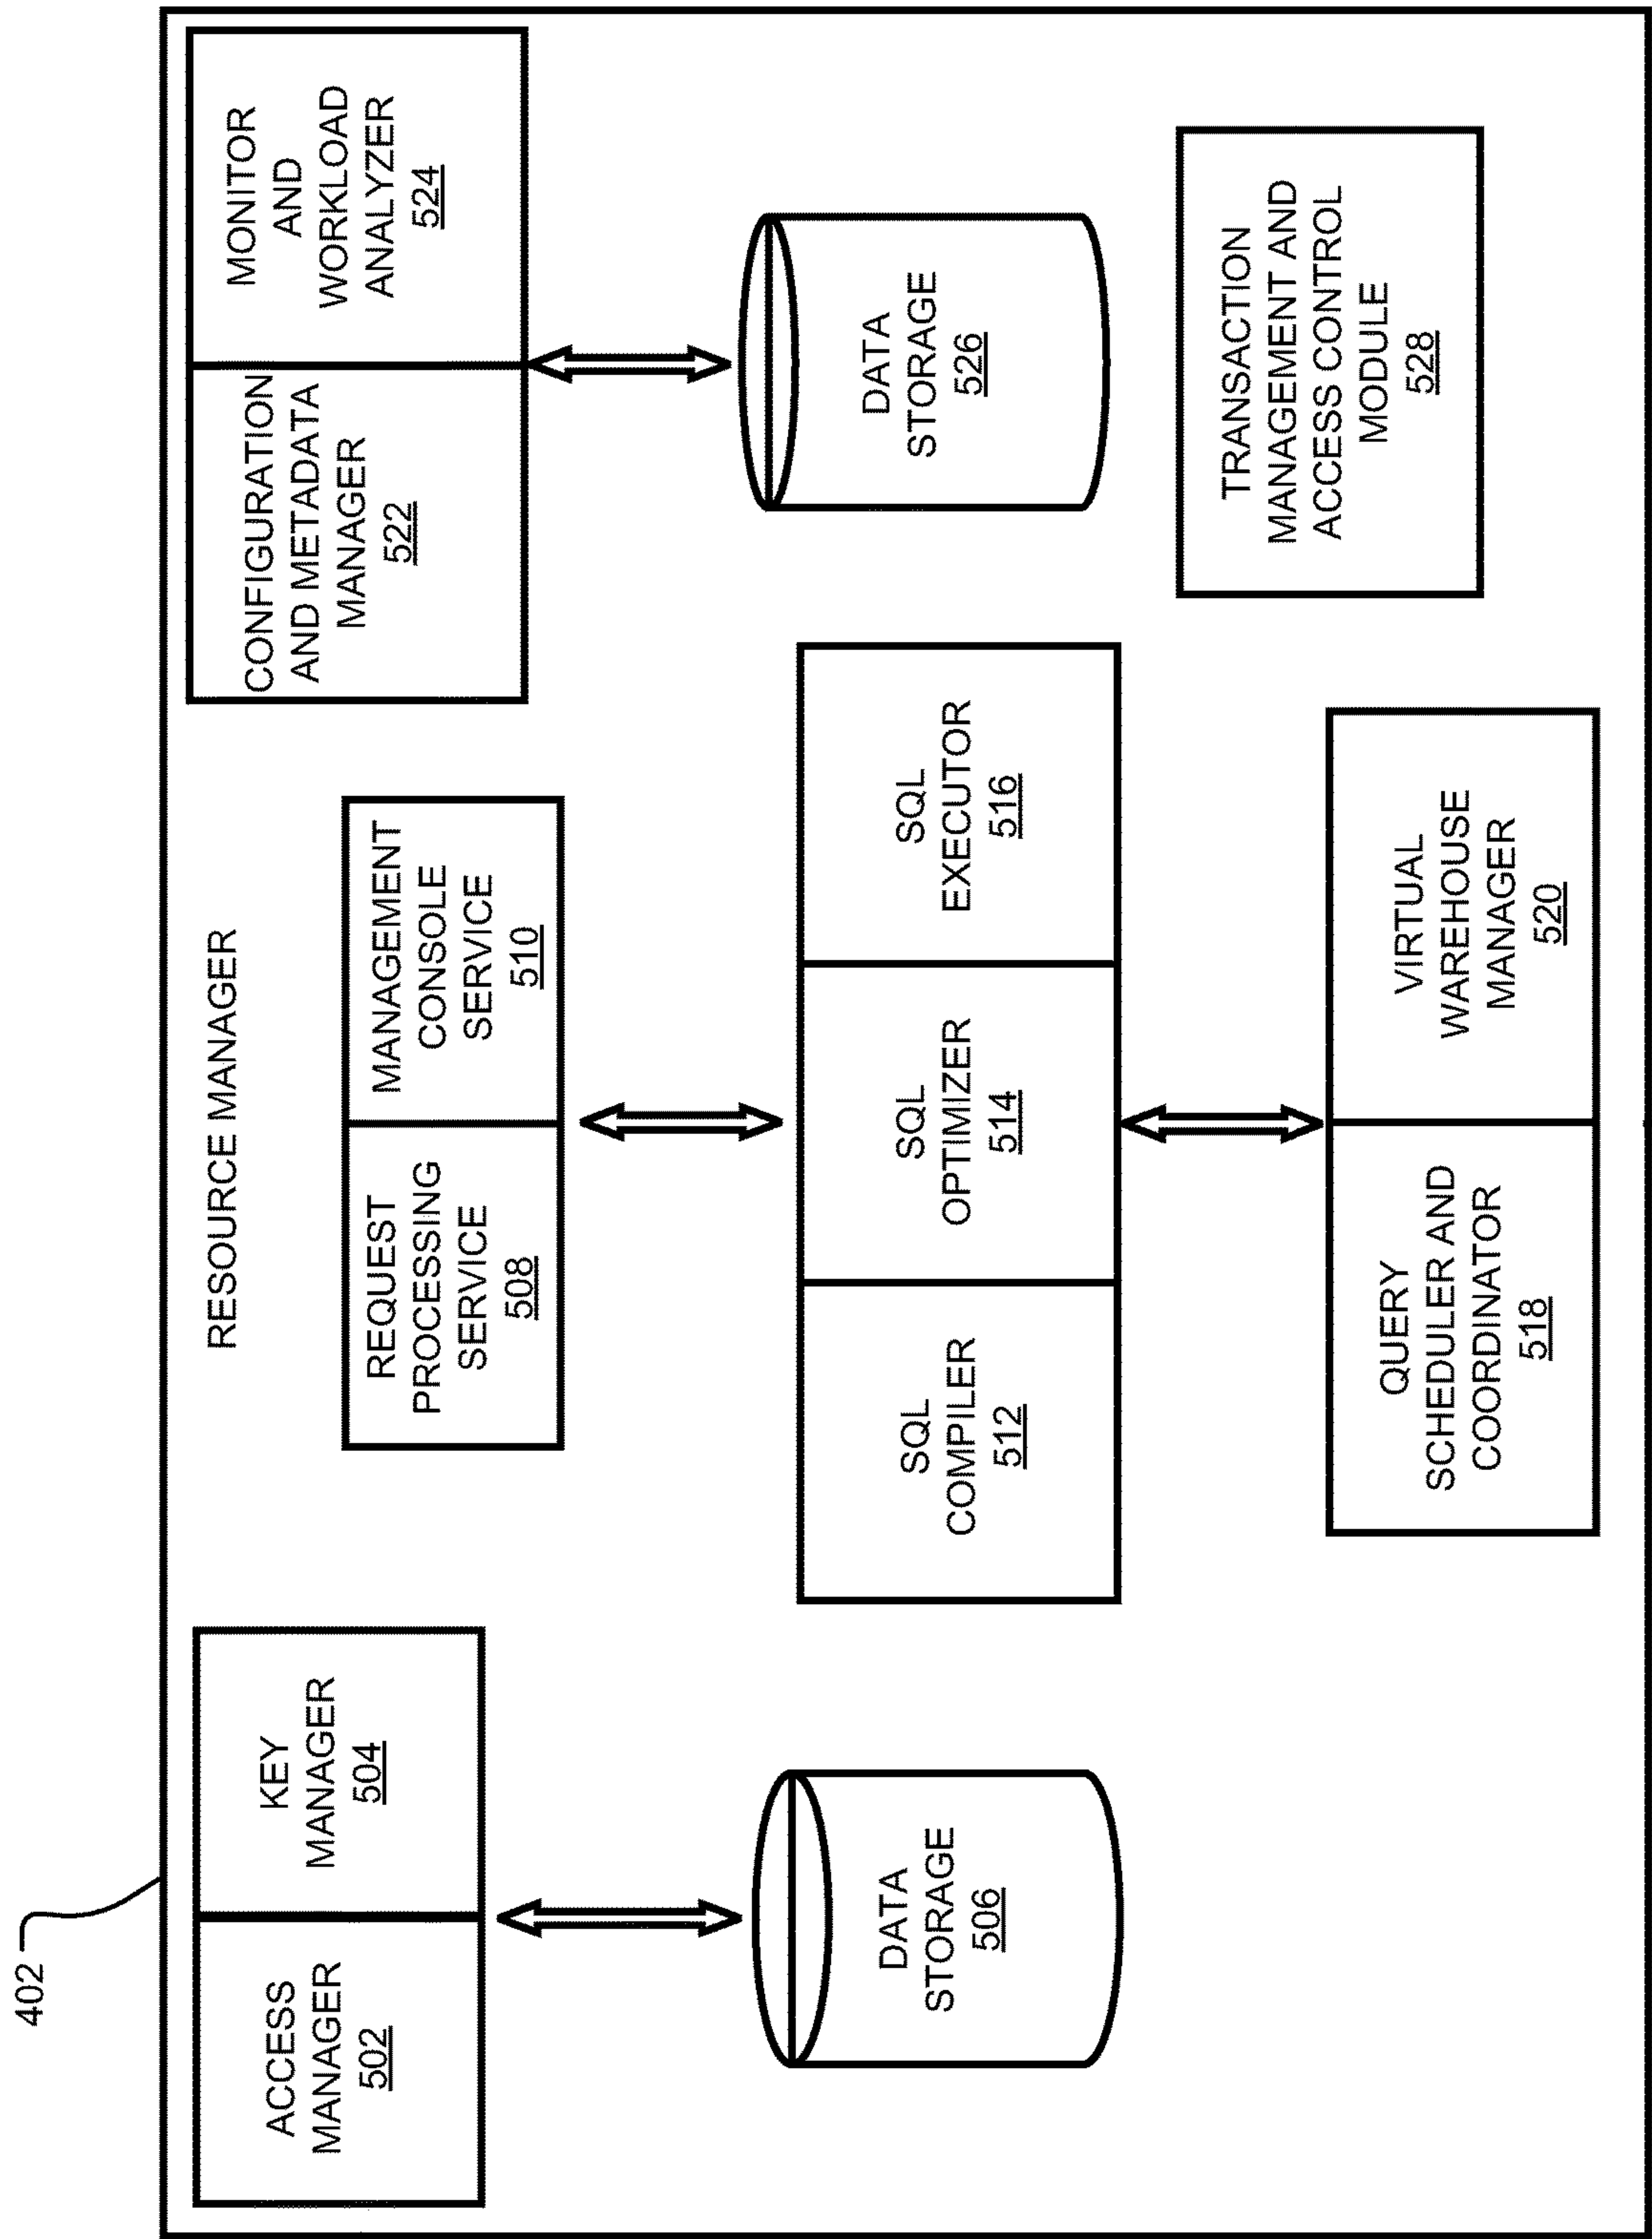 402
RESOURCE MANAGER
ACCESS
MANAGER
502
KEY
MANAGER
504
DATA
STORAGE
506
REQUEST
PROCESSING
SERVICE
508
MANAGEMENT
CONSOLE
SERVICE
510
SQL
COMPILER
512
SQL
OPTIMIZER
514
SQL
EXECUTOR
516
QUERY
SCHEDULER AND
COORDINATOR
518
VIRTUAL
WAREHOUSE
MANAGER
520
CONFIGURATION
AND METADATA
MANAGER
522
MONITOR
AND
WORKLOAD
ANALYZER
524
DATA
STORAGE
526
TRANSACTION
MANAGEMENT AND
ACCESS CONTROL
MODULE
528